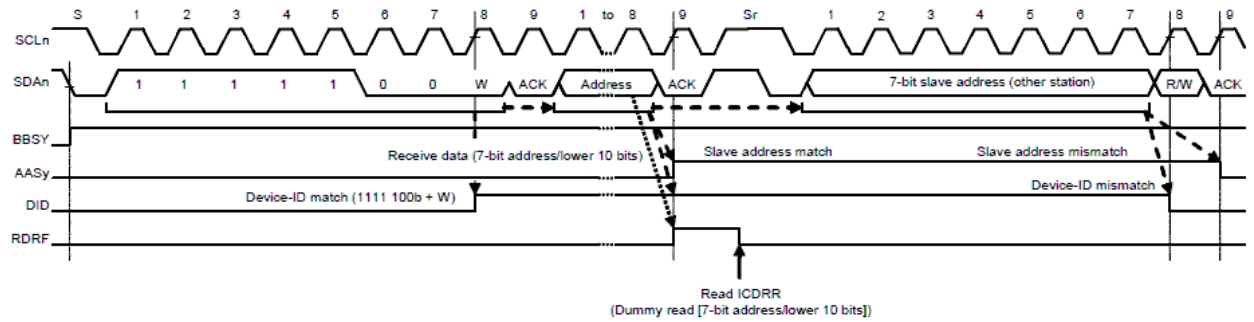 S 1 2 3 4 5 6 7 8 9 1 to 8 9 Sr 1 2 3 4 5 6 7 8 9
SCLn
SDAn 1 1 1 1 1 0 0 W ACK Address ACK 7-bit slave address (other station) R/W ACK
BBSY
Receive data (7-bit address/lower 10 bits) Slave address match Slave address mismatch
AASy
Device-ID match (1111 100b + W) Device-ID mismatch
DID
RDRF
Read ICDRR
(Dummy read [7-bit address/lower 10 bits])